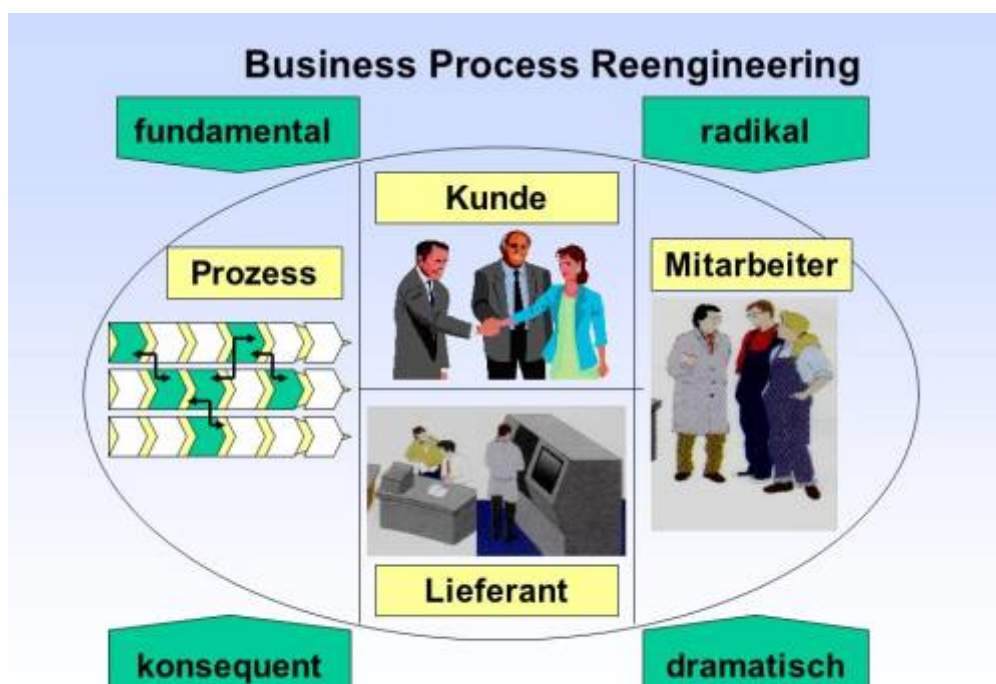 Business Process Reengineering
fundamental
radikal
Kunde
Prozess
Mitarbeiter
Lieferant
konsequent
dramatisch